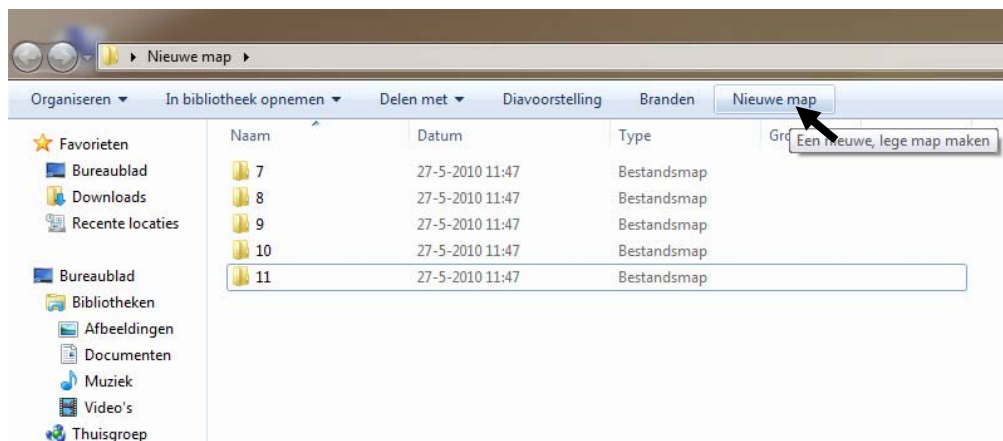 Nieuwe map
Organiseren In bibliotheek opnemen Delen met Diavoorstelling Branden Nieuwe map
Favorieten
Bureaublad
Downloads
Recente locaties
Bureaublad
Bibliotheken
Afbeeldingen
Documenten
Muziek
Video's
Thuisgroep
Naam Datum Type
Een nieuwe, lege map maken
7 27-5-2010 11:47 Bestandsmap
8 27-5-2010 11:47 Bestandsmap
9 27-5-2010 11:47 Bestandsmap
10 27-5-2010 11:47 Bestandsmap
11 27-5-2010 11:47 Bestandsmap